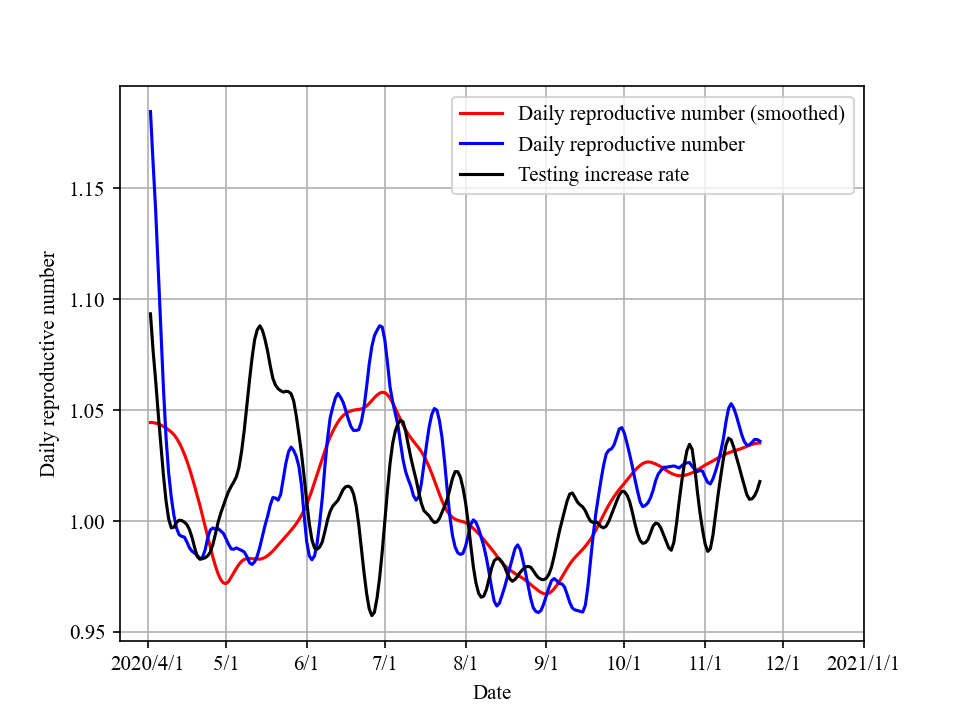 Daily reproductive number (smoothed)
Daily reproductive number
Testing increase rate
Daily reproductive number
1.15
1.10
1.05
1.00
0.95
2020/4/1 5/1 6/1 7/1 8/1 9/1 10/1 11/1 12/1 2021/1/1
Date